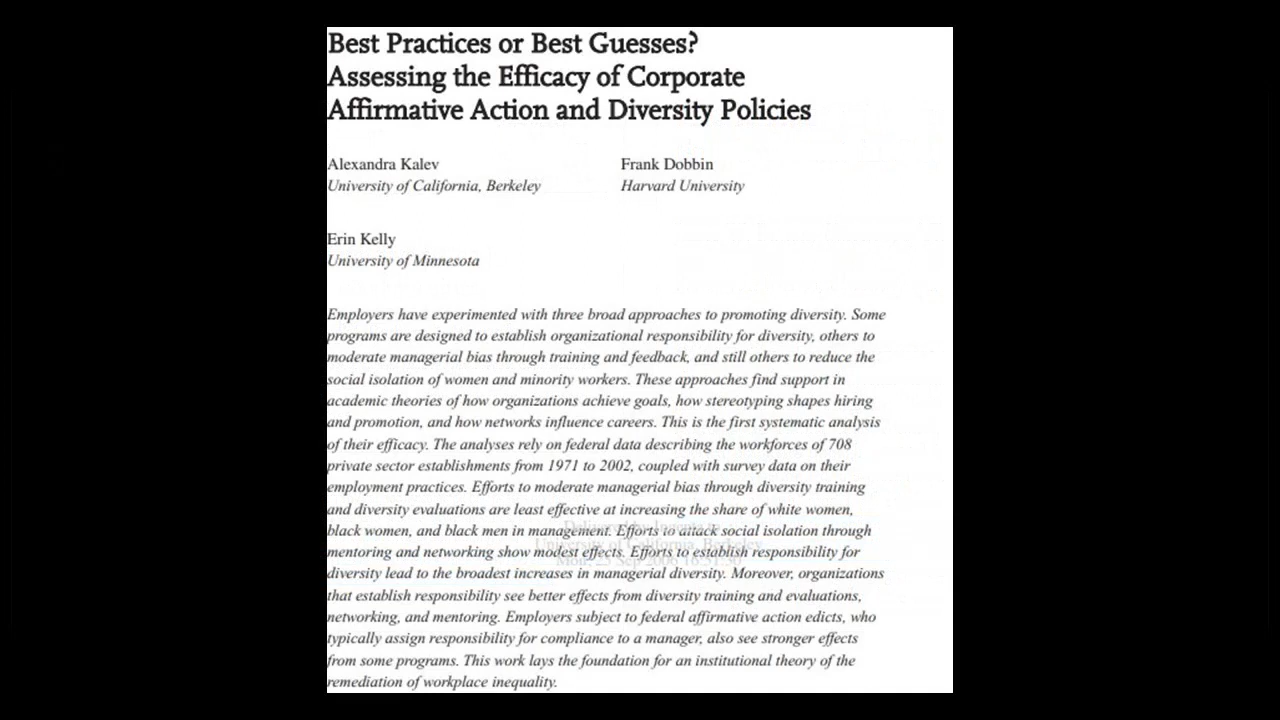 Best Practices or Best Guesses?
Assessing the Efficacy of Corporate
Affirmative Action and Diversity Policies
Alexandra Kalev
University of California, Berkeley
Frank Dobbin
Harvard University
Erin Kelly
University of Minnesota
Employers have experimented with three broad approaches to promoting diversity. Some
programs are designed to establish organizational responsibility for diversity, others to
moderate managerial bias through training and feedback, and still others to reduce the
social isolation of women and minority workers. These approaches find support in
academic theories of how organizations achieve goals, how stereotyping shapes hiring
and promotion, and how networks influence careers. This is the first systematic analysis
of their efficacy. The analyses rely on federal data describing the workforces of 708
private sector establishments from 1971 to 2002, coupled with survey data on their
employment practices. Efforts to moderate managerial bias through diversity training
and diversity evaluations are least effective at increasing the share of white women,
black women, and black men in management. Efforts to attack social isolation through
mentoring and networking show modest effects. Efforts to establish responsibility for
diversity lead to the broadest increases in managerial diversity. Moreover, organizations
that establish responsibility see better effects from diversity training and evaluations,
networking, and mentoring. Employers subject to federal affirmative action edicts, who
typically assign responsibility for compliance to a manager, also see stronger effects
from some programs. This work lays the foundation for an institutional theory of the
remediation of workplace inequality.
Delivered by Ingenta to
University of California, Berkeley